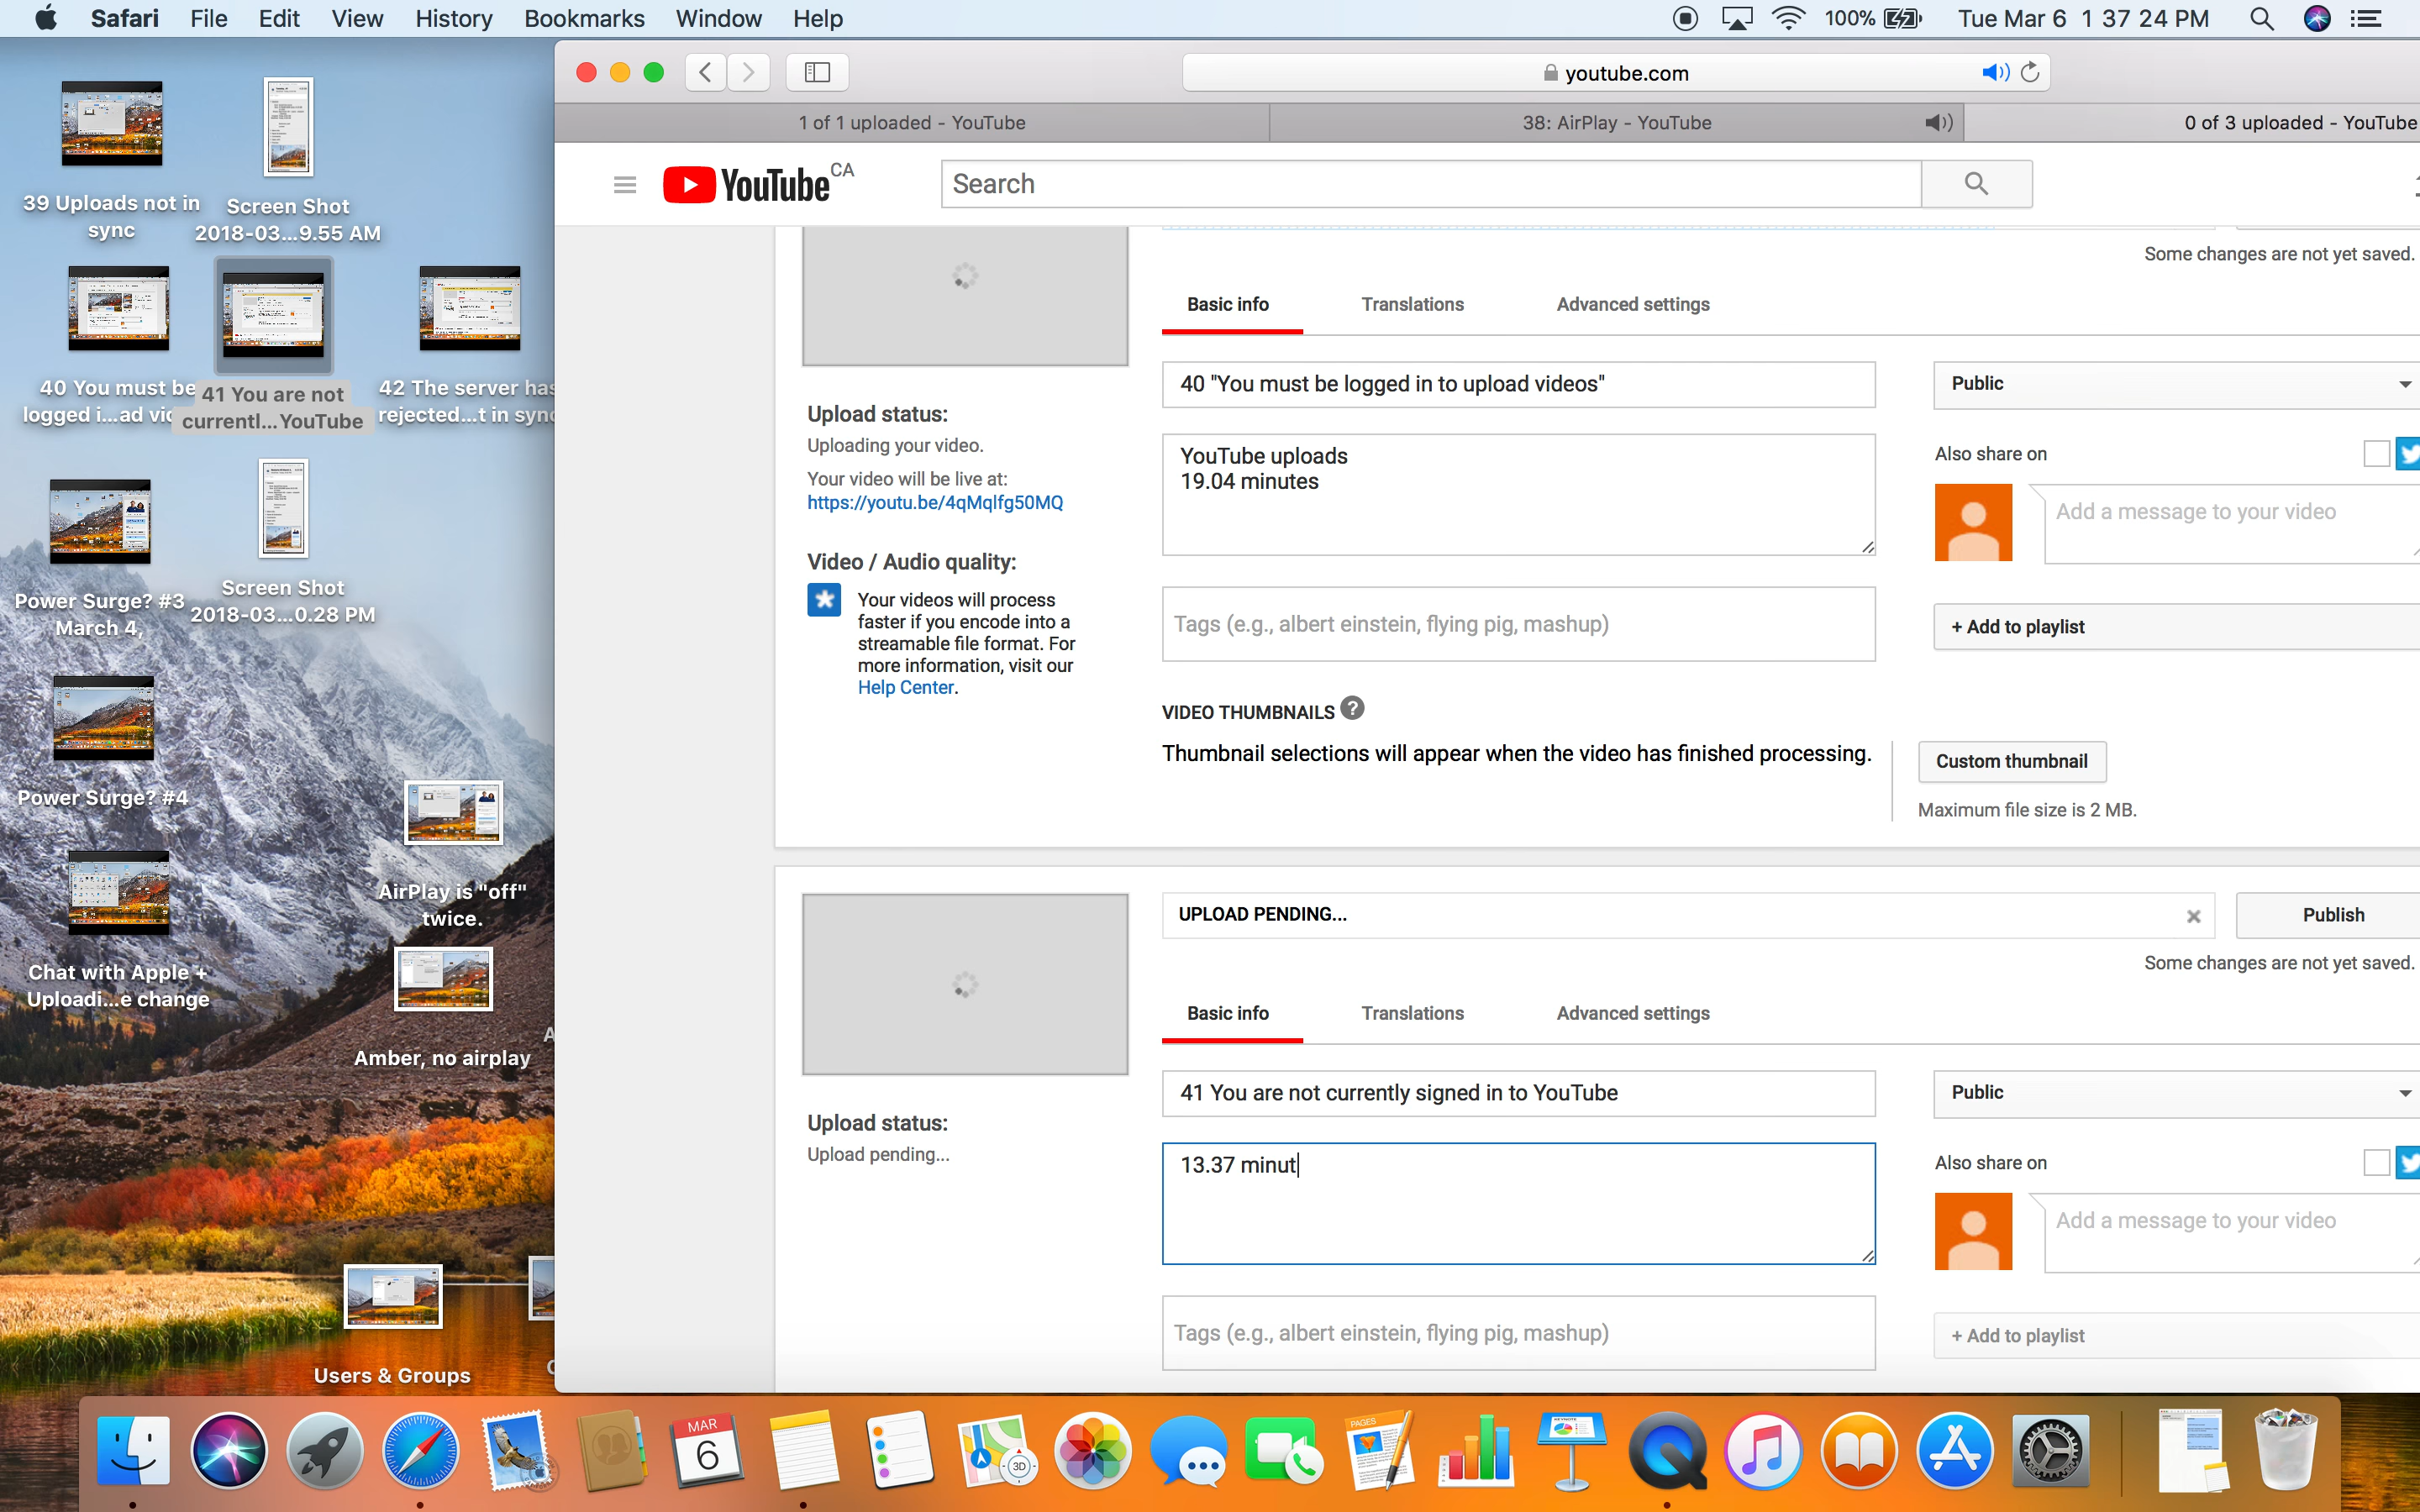 Safari File Edit View History Bookmarks Window Help 100% Tue Mar 6 1 37 24 PM
youtube.com
1 of 1 uploaded - YouTube 38: AirPlay - YouTube 0 of 3 uploaded - YouTube
YouTube CA Search
39 Uploads not in
sync
Screen Shot
2018-03...9.55 AM
40 You must be
logged i...ad vic
41 You are not
currentl...YouTube
42 The server has
rejected...t in sync
Power Surge? #3
March 4,
Screen Shot
2018-03...0.28 PM
Power Surge? #4
AirPlay is "off"
twice.
Chat with Apple +
Uploadi...e change
Amber, no airplay
A
Users & Groups
Some changes are not yet saved.
Basic info Translations Advanced settings
40 "You must be logged in to upload videos"
Public
Upload status:
Uploading your video.
Your video will be live at:
https://youtu.be/4qMqlfg50MQ
YouTube uploads
19.04 minutes
Also share on
Add a message to your video
Video / Audio quality:
Your videos will process
faster if you encode into a
streamable file format. For
more information, visit our
Help Center.
Tags (e.g., albert einstein, flying pig, mashup)
+ Add to playlist
VIDEO THUMBNAILS ?
Thumbnail selections will appear when the video has finished processing.
Custom thumbnail
Maximum file size is 2 MB.
UPLOAD PENDING...
Publish
Some changes are not yet saved.
Basic info Translations Advanced settings
41 You are not currently signed in to YouTube
Public
Upload status:
Upload pending...
13.37 minut
Also share on
Add a message to your video
Tags (e.g., albert einstein, flying pig, mashup)
+ Add to playlist
MAR
6
3D
PAGES
KEYNOTE